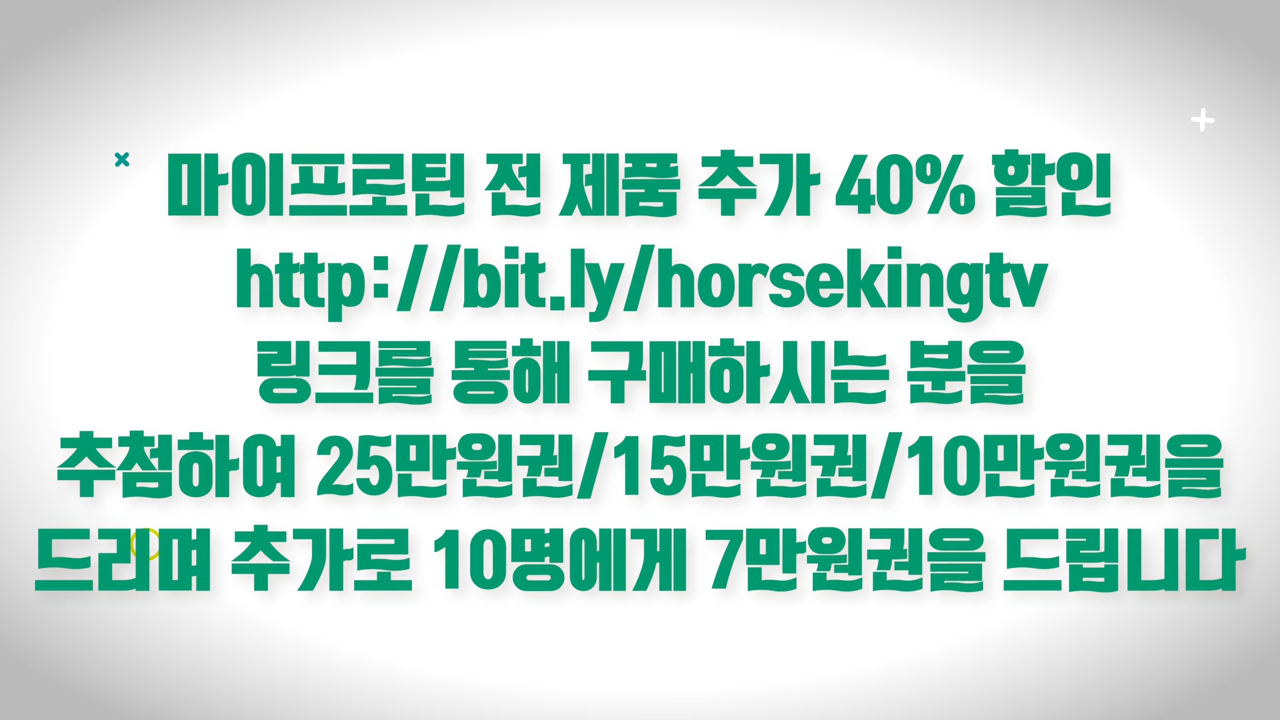 마이프로틴 전 제품 추가 40% 할인
http://bit.ly/horsekingtv
링크를 통해 구매하시는 분을
추첨하여 25만원권/15만원권/10만원권을
드리며 추가로 10명에게 7만원권을 드립니다